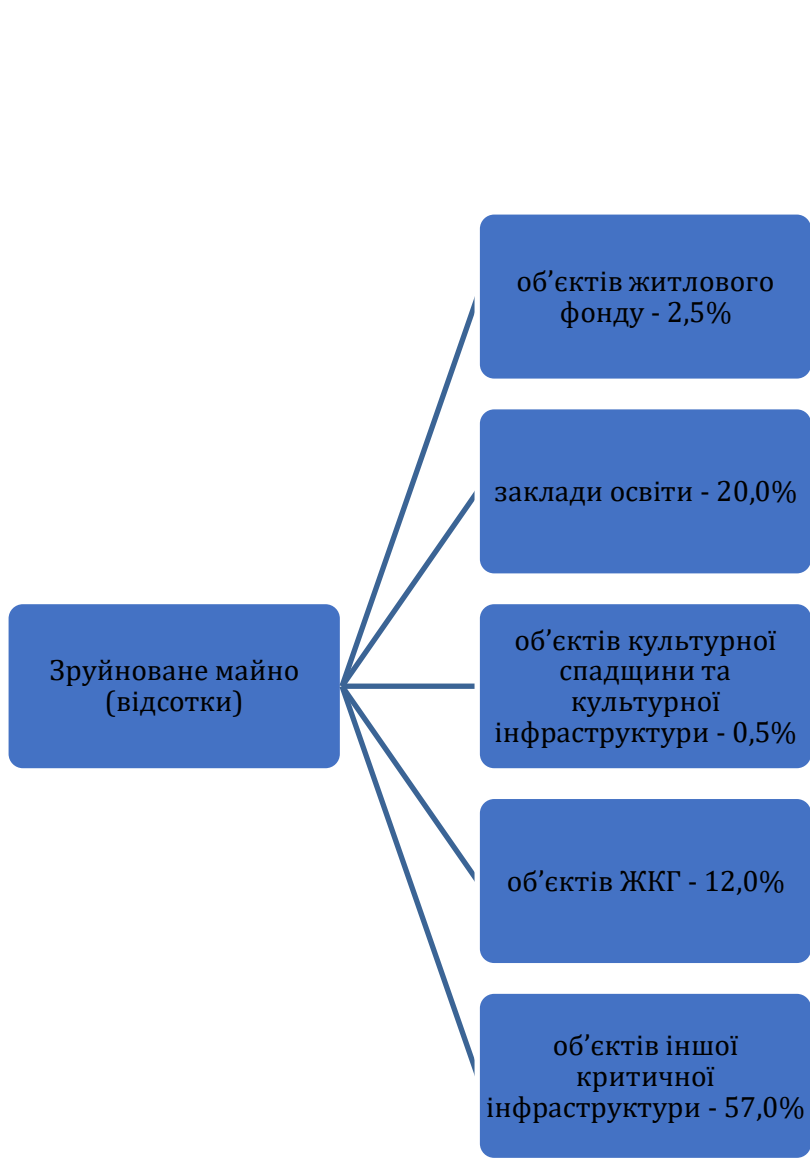 об’єктів житлового
фонду - 2,5%
заклади освіти - 20,0%
Зруйноване майно
(відсотки)
об’єктів культурної
спадщини та
культурної
інфраструктури - 0,5%
об’єктів ЖКГ - 12,0%
об’єктів іншої
критичної
інфраструктури - 57,0%